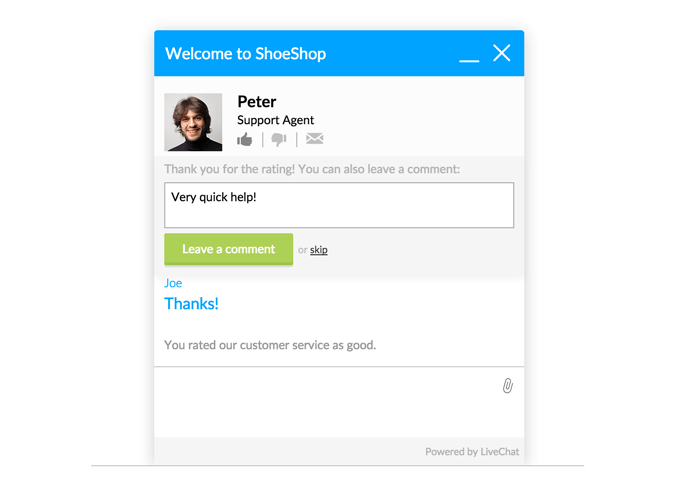 Welcome to ShoeShop
Peter
Support Agent
Thank you for the rating! You can also leave a comment:
Very quick help!
Leave a comment or skip
Joe
Thanks!
You rated our customer service as good.
Powered by LiveChat